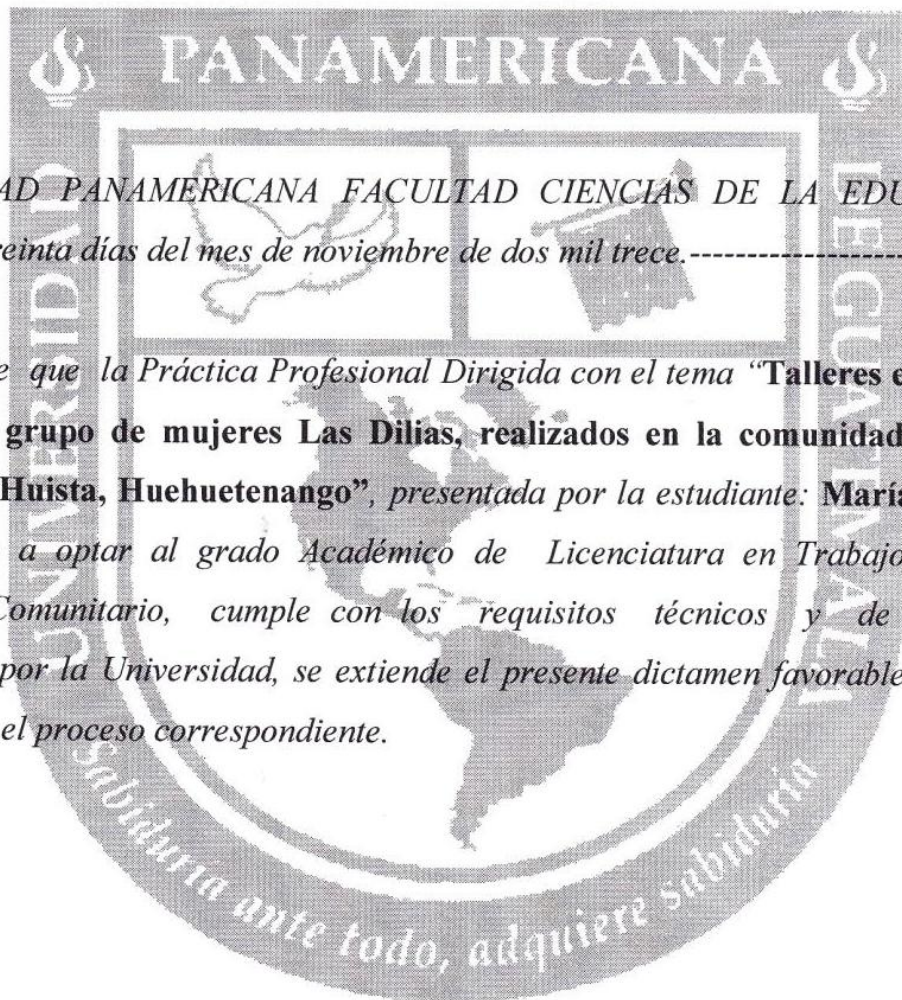 PANAMERICANA
UNIVERSIDAD
DE GUATEMALA
AD PANAMERICANA FACULTAD CIENCIAS DE LA EDU
reinta días del mes de noviembre de dos mil trece.--------------------
e que la Práctica Profesional Dirigida con el tema “Talleres e
grupo de mujeres Las Dilias, realizados en la comunidad
Huista, Huehuetenango”, presentada por la estudiante: María
a optar al grado Académico de Licenciatura en Trabajo
Comunitario, cumple con los requisitos técnicos y de
por la Universidad, se extiende el presente dictamen favorable
el proceso correspondiente.
Sabiduría ante todo, adquiere sabiduría